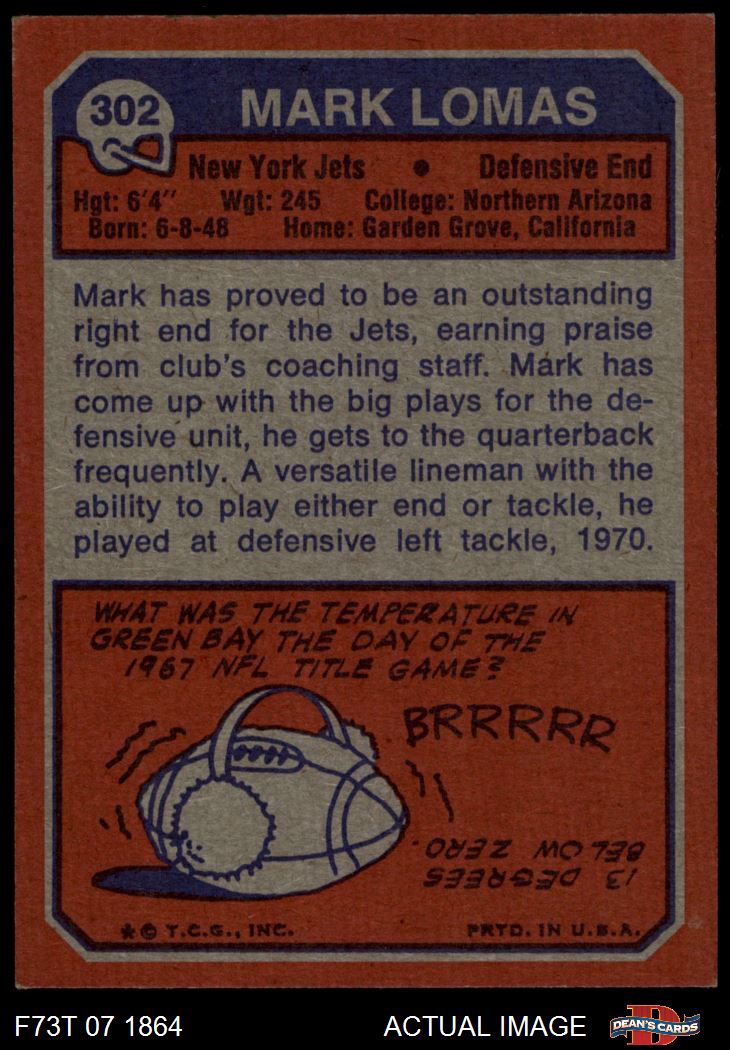 302
MARK LOMAS
New York Jets • Defensive End
Hgt: 6'4" Wgt: 245 College: Northern Arizona
Born: 6-8-48 Home: Garden Grove, California
Mark has proved to be an outstanding
right end for the Jets, earning praise
from club's coaching staff. Mark has
come up with the big plays for the de-
fensive unit, he gets to the quarterback
frequently. A versatile lineman with the
ability to play either end or tackle, he
played at defensive left tackle, 1970.
WHAT WAS THE TEMPERATURE IN
GREEN BAY THE DAY OF THE
1967 NFL TITLE GAME?
BRRRRR
13 DEGREES
BELOW ZERO.
*© T.C.G., INC. PRTD. IN U.S.A.
F73T 07 1864 ACTUAL IMAGE
D
DEAN'S CARDS